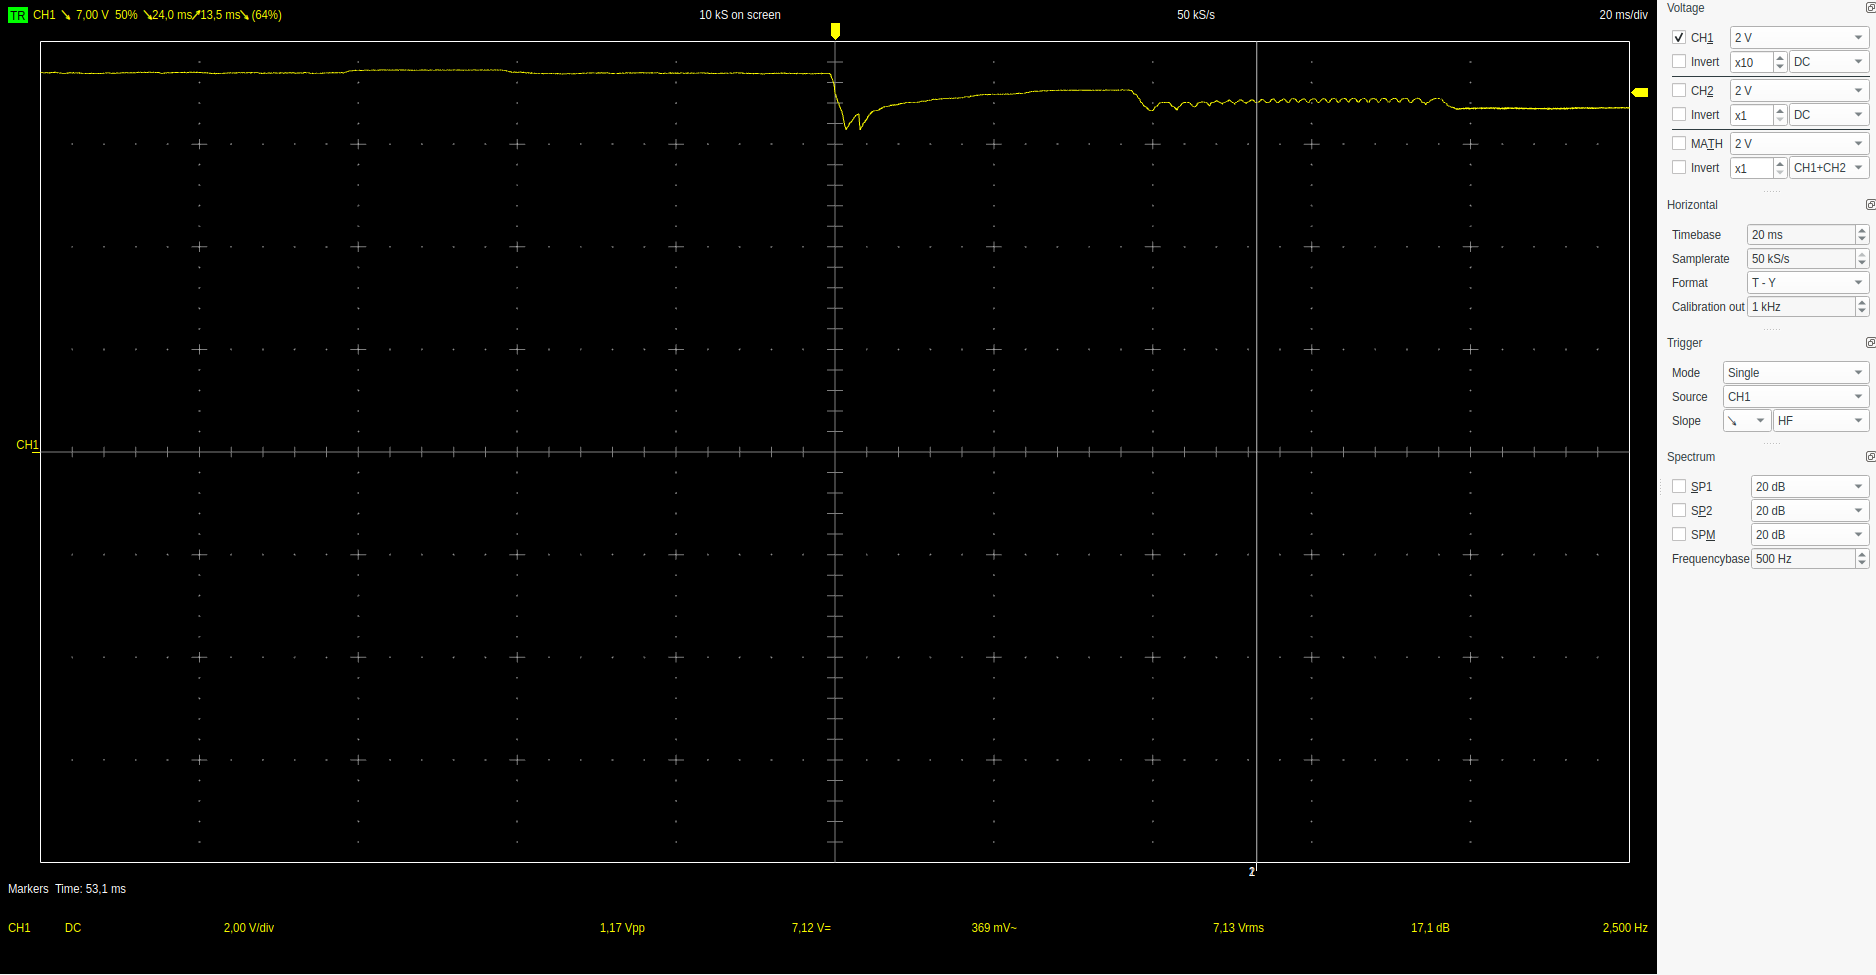 TR CH1 7,00 V 50% 24,0 ms 13,5 ms (64%) 10 kS on screen 50 kS/s 20 ms/div
CH1
2
Markers Time: 53,1 ms
CH1 DC 2,00 V/div 1,17 Vpp 7,12 V= 369 mV~ 7,13 Vrms 17,1 dB 2,500 Hz
Voltage
CH1 2 V
Invert x10 DC
CH2 2 V
Invert x1 DC
MATH 2 V
Invert x1 CH1+CH2
Horizontal
Timebase 20 ms
Samplerate 50 kS/s
Format T - Y
Calibration out 1 kHz
Trigger
Mode Single
Source CH1
Slope HF
Spectrum
SP1 20 dB
SP2 20 dB
SPM 20 dB
Frequencybase 500 Hz